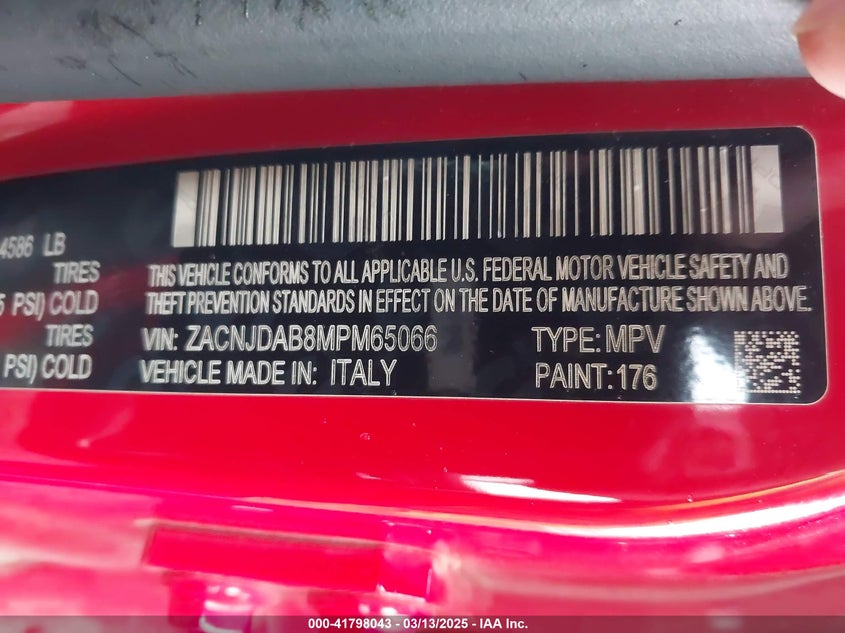 4586 LB
TIRES
5 PSI) COLD
TIRES
PSI) COLD
THIS VEHICLE CONFORMS TO ALL APPLICABLE U.S. FEDERAL MOTOR VEHICLE SAFETY AND
THEFT PREVENTION STANDARDS IN EFFECT ON THE DATE OF MANUFACTURE SHOWN ABOVE.
VIN: ZACNJDAB8MPM65066 TYPE: MPV
VEHICLE MADE IN: ITALY PAINT: 176
000-41798043 — 03/13/2025 — IAA Inc.